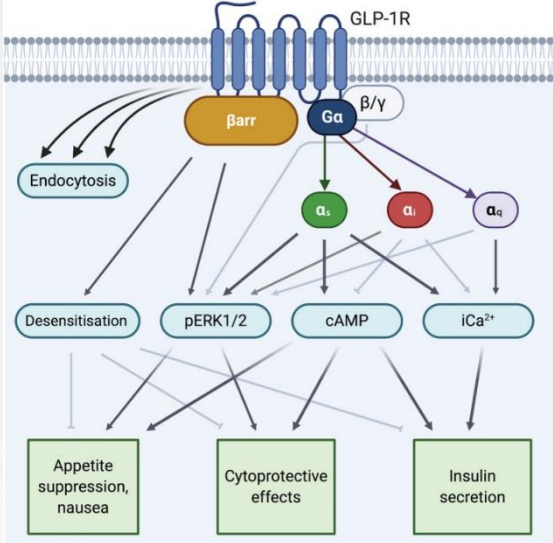 GLP-1R
βarr
Gα
β/γ
Endocytosis
αs
αi
αq
Desensitisation
pERK1/2
cAMP
iCa²⁺
Appetite
suppression,
nausea
Cytoprotective
effects
Insulin
secretion